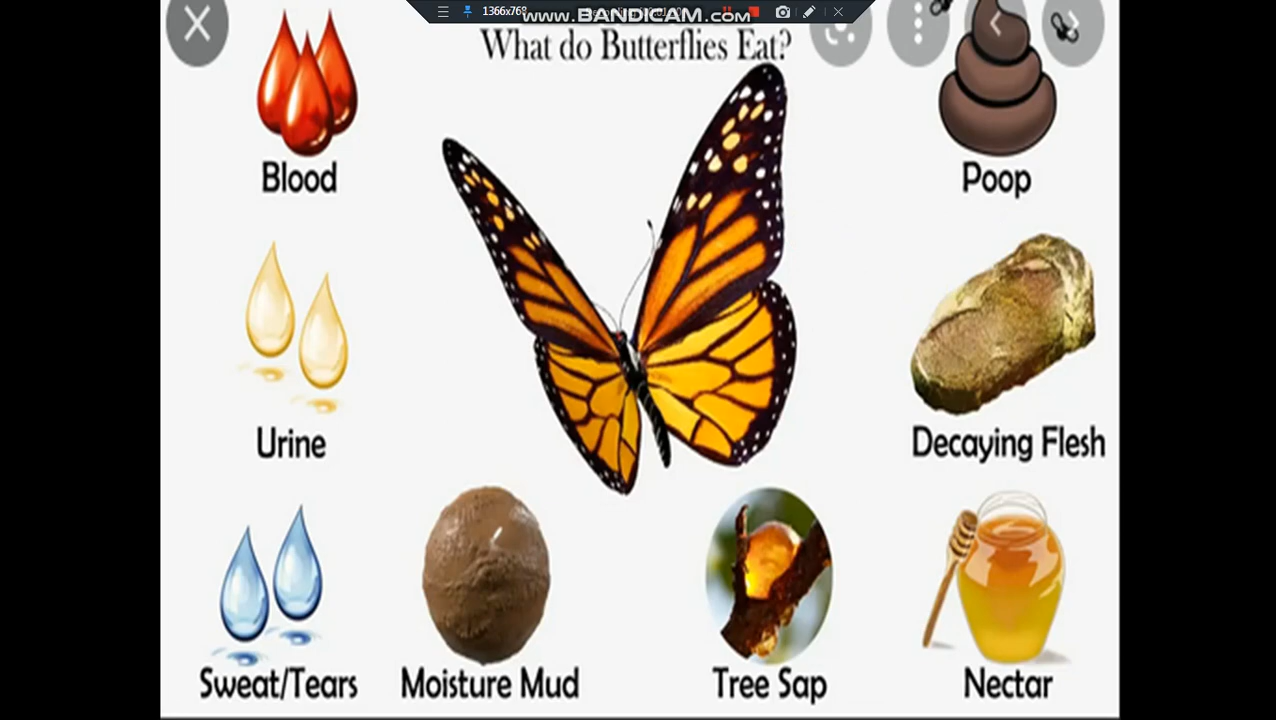 1366x768
www.BANDICAM.com
What do Butterflies Eat?
Blood
Poop
Urine
Decaying Flesh
Sweat/Tears
Moisture Mud
Tree Sap
Nectar